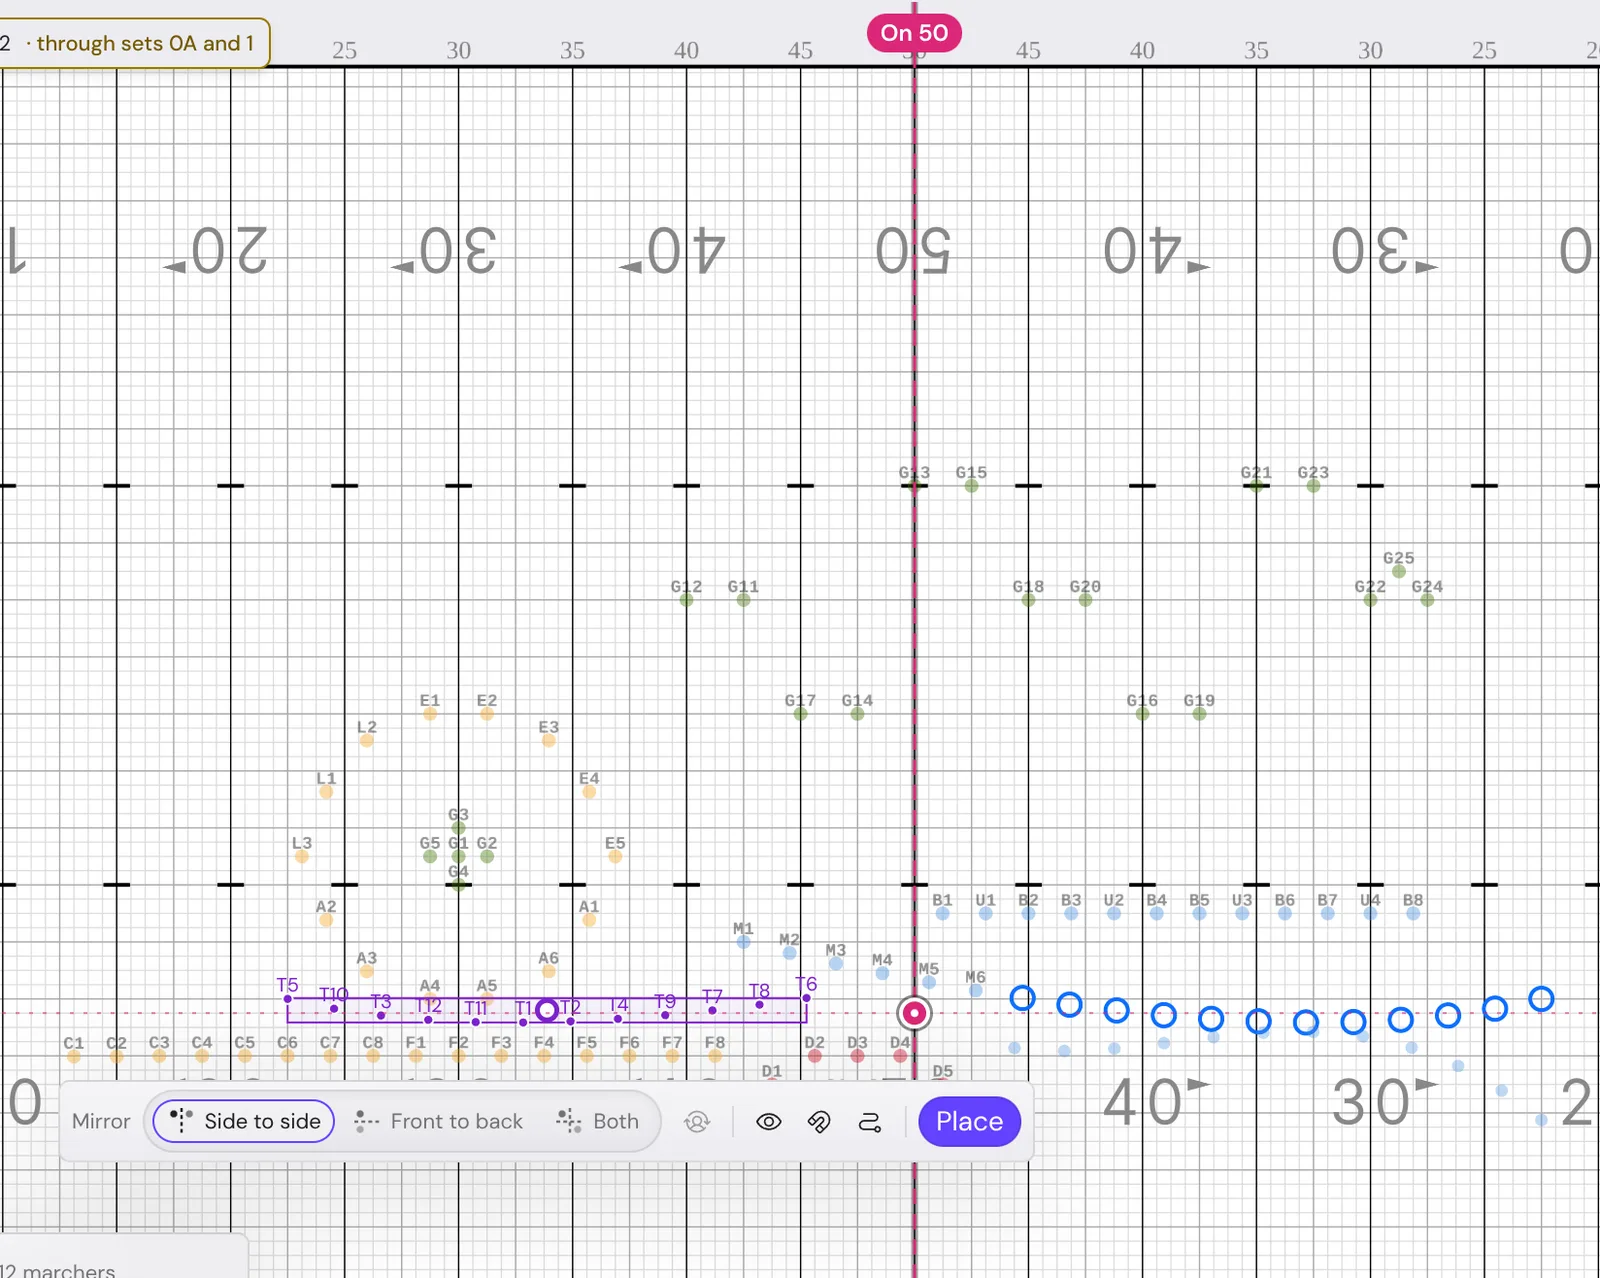 2 · through sets 0A and 1
On 50
25 30 35 40 45 50 45 40 35 30 25
20 30 40 50 40 30 0
G13 G15 G21 G23
G25
G12 G11 G18 G20 G22 G24
E1 E2 G17 G14 G16 G19
L2 E3
L1 E4
G3
L3 G5 G1 G2 E5
G4
A2 A1 B1 U1 B2 B3 U2 B4 B5 U3 B6 B7 U4 B8
M1
M2
M3
A3 A6 M4
M5
M6
A4 A5
T5 T10 T3 T12 T11 T1 T2 T4 T9 T7 T8 T6
C1 C2 C3 C4 C5 C6 C7 C8 F1 F2 F3 F4 F5 F6 F7 F8 D2 D3 D4
D1 D5
0 40 30 2
Mirror Side to side Front to back Both Place
12 marchers